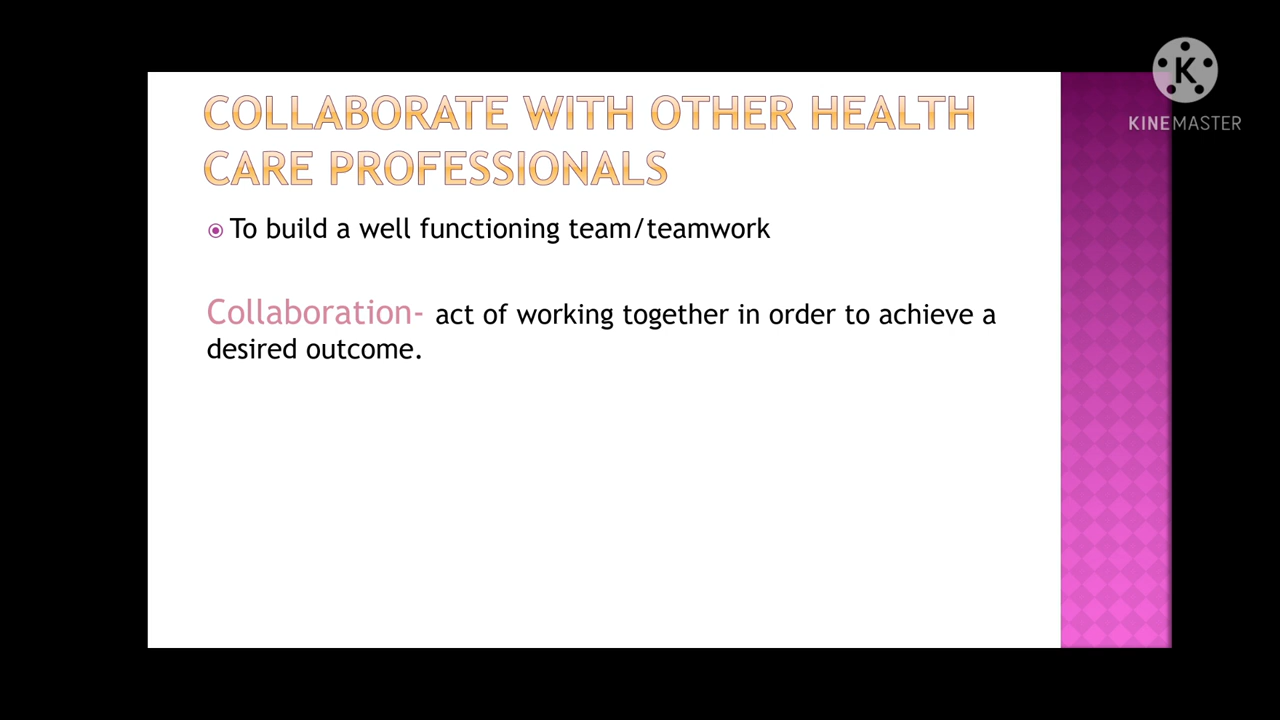 K
KINEMASTER
COLLABORATE WITH OTHER HEALTH
CARE PROFESSIONALS
To build a well functioning team/teamwork
Collaboration- act of working together in order to achieve a
desired outcome.